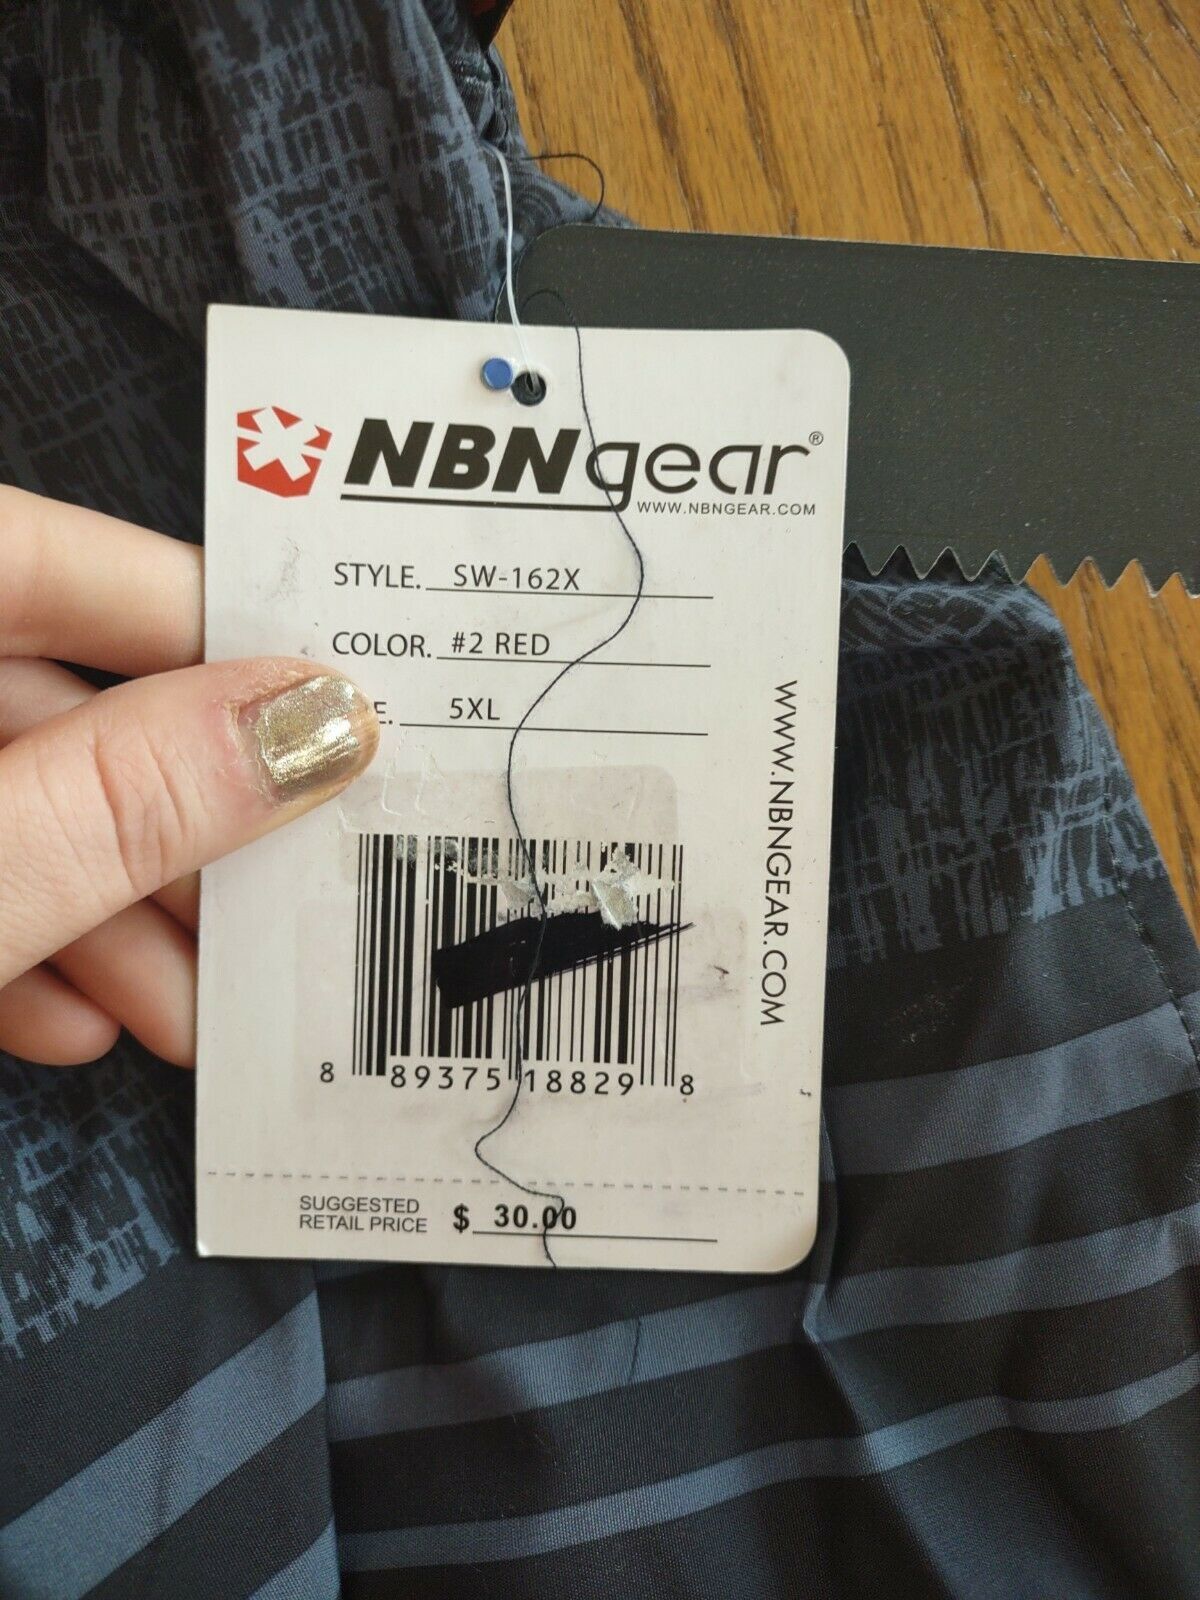 NBNgear®
WWW.NBNGEAR.COM
STYLE. SW-162X
COLOR. #2 RED
E. 5XL
WWW.NBNGEAR.COM
8 89375 18829 8
SUGGESTED
RETAIL PRICE $ 30.00